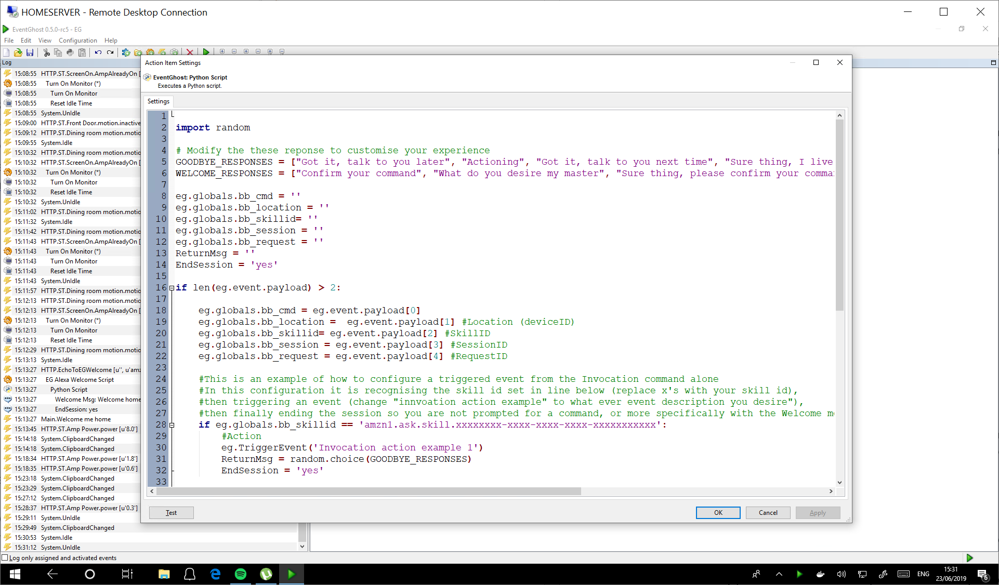 HOMESERVER - Remote Desktop Connection
EventGhost 0.5.0-rc5 - EG
File Edit View Configuration Help
Log
15:08:55 HTTP.ST.ScreenOn.AmpAlreadyOn [
15:08:55 Turn On Monitor (*)
15:08:55 Turn On Monitor
15:08:55 Reset Idle Time
15:08:55 System.UnIdle
15:09:00 HTTP.ST.Front Door.motion.inactive
15:09:12 HTTP.ST.Dining room motion.motic
15:09:55 System.Idle
15:10:32 HTTP.ST.Dining room motion.motic
15:10:32 HTTP.ST.ScreenOn.AmpAlreadyOn [
15:10:32 Turn On Monitor (*)
15:10:32 Turn On Monitor
15:10:32 Reset Idle Time
15:10:32 System.UnIdle
15:11:02 HTTP.ST.Dining room motion.motic
15:11:32 System.Idle
15:11:42 HTTP.ST.Dining room motion.motic
15:11:43 HTTP.ST.ScreenOn.AmpAlreadyOn [
15:11:43 Turn On Monitor (*)
15:11:43 Turn On Monitor
15:11:43 Reset Idle Time
15:11:43 System.UnIdle
15:11:57 HTTP.ST.Dining room motion.motic
15:12:13 HTTP.ST.Dining room motion.motic
15:12:13 HTTP.ST.ScreenOn.AmpAlreadyOn [
15:12:13 Turn On Monitor (*)
15:12:13 Turn On Monitor
15:12:13 Reset Idle Time
15:12:29 HTTP.ST.Dining room motion.motic
15:13:13 System.Idle
15:13:27 HTTP.EchoToEGWelcome [u'', u'amz
15:13:27 EG Alexa Welcome Script
15:13:27 Python Script
15:13:27 Welcome Msg: Welcome home
15:13:27 EndSession: yes
15:13:27 Main.Welcome me home
15:13:45 HTTP.ST.Amp Power.power [u'8.0']
15:14:18 System.ClipboardChanged
15:14:18 System.ClipboardChanged
15:18:34 HTTP.ST.Amp Power.power [u'1.8']
15:18:35 HTTP.ST.Amp Power.power [u'0.6']
15:23:18 System.ClipboardChanged
15:23:29 System.ClipboardChanged
15:27:12 System.ClipboardChanged
15:28:37 HTTP.ST.Amp Power.power [u'0.3']
15:29:11 System.UnIdle
15:29:49 System.ClipboardChanged
15:30:53 System.Idle
15:31:12 System.UnIdle
Log only assigned and activated events
Action Item Settings
EventGhost: Python Script
Executes a Python script.
Settings
1
2 import random
3
4 # Modify the these reponse to customise your experience
5 GOODBYE_RESPONSES = ["Got it, talk to you later", "Actioning", "Got it, talk to you next time", "Sure thing, I live
6 WELCOME_RESPONSES = ["Confirm your command", "What do you desire my master", "Sure thing, please confirm your comma
7
8 eg.globals.bb_cmd = ''
9 eg.globals.bb_location = ''
10 eg.globals.bb_skillid= ''
11 eg.globals.bb_session = ''
12 eg.globals.bb_request = ''
13 ReturnMsg = ''
14 EndSession = 'yes'
15
16 if len(eg.event.payload) > 2:
17
18 eg.globals.bb_cmd = eg.event.payload[0]
19 eg.globals.bb_location =  eg.event.payload[1] #Location (deviceID)
20 eg.globals.bb_skillid= eg.event.payload[2] #SkillID
21 eg.globals.bb_session = eg.event.payload[3] #SessionID
22 eg.globals.bb_request = eg.event.payload[4] #RequestID
23
24 #This is an example of how to configure a triggered event from the Invocation command alone
25 #In this configuration it is recognising the skill id set in line below (replace x's with your skill id),
26 #then triggering an event (change "innvoation action example" to what ever event description you desire"),
27 #then finally ending the session so you are not prompted for a command, or more specifically with the Welcome m
28 if eg.globals.bb_skillid == 'amzn1.ask.skill.xxxxxxxx-xxxx-xxxx-xxxx-xxxxxxxxxxx':
29 #Action
30 eg.TriggerEvent('Invocation action example 1')
31 ReturnMsg = random.choice(GOODBYE_RESPONSES)
32 EndSession = 'yes'
33
Test OK Cancel Apply
ENG
15:31
23/06/2019
6